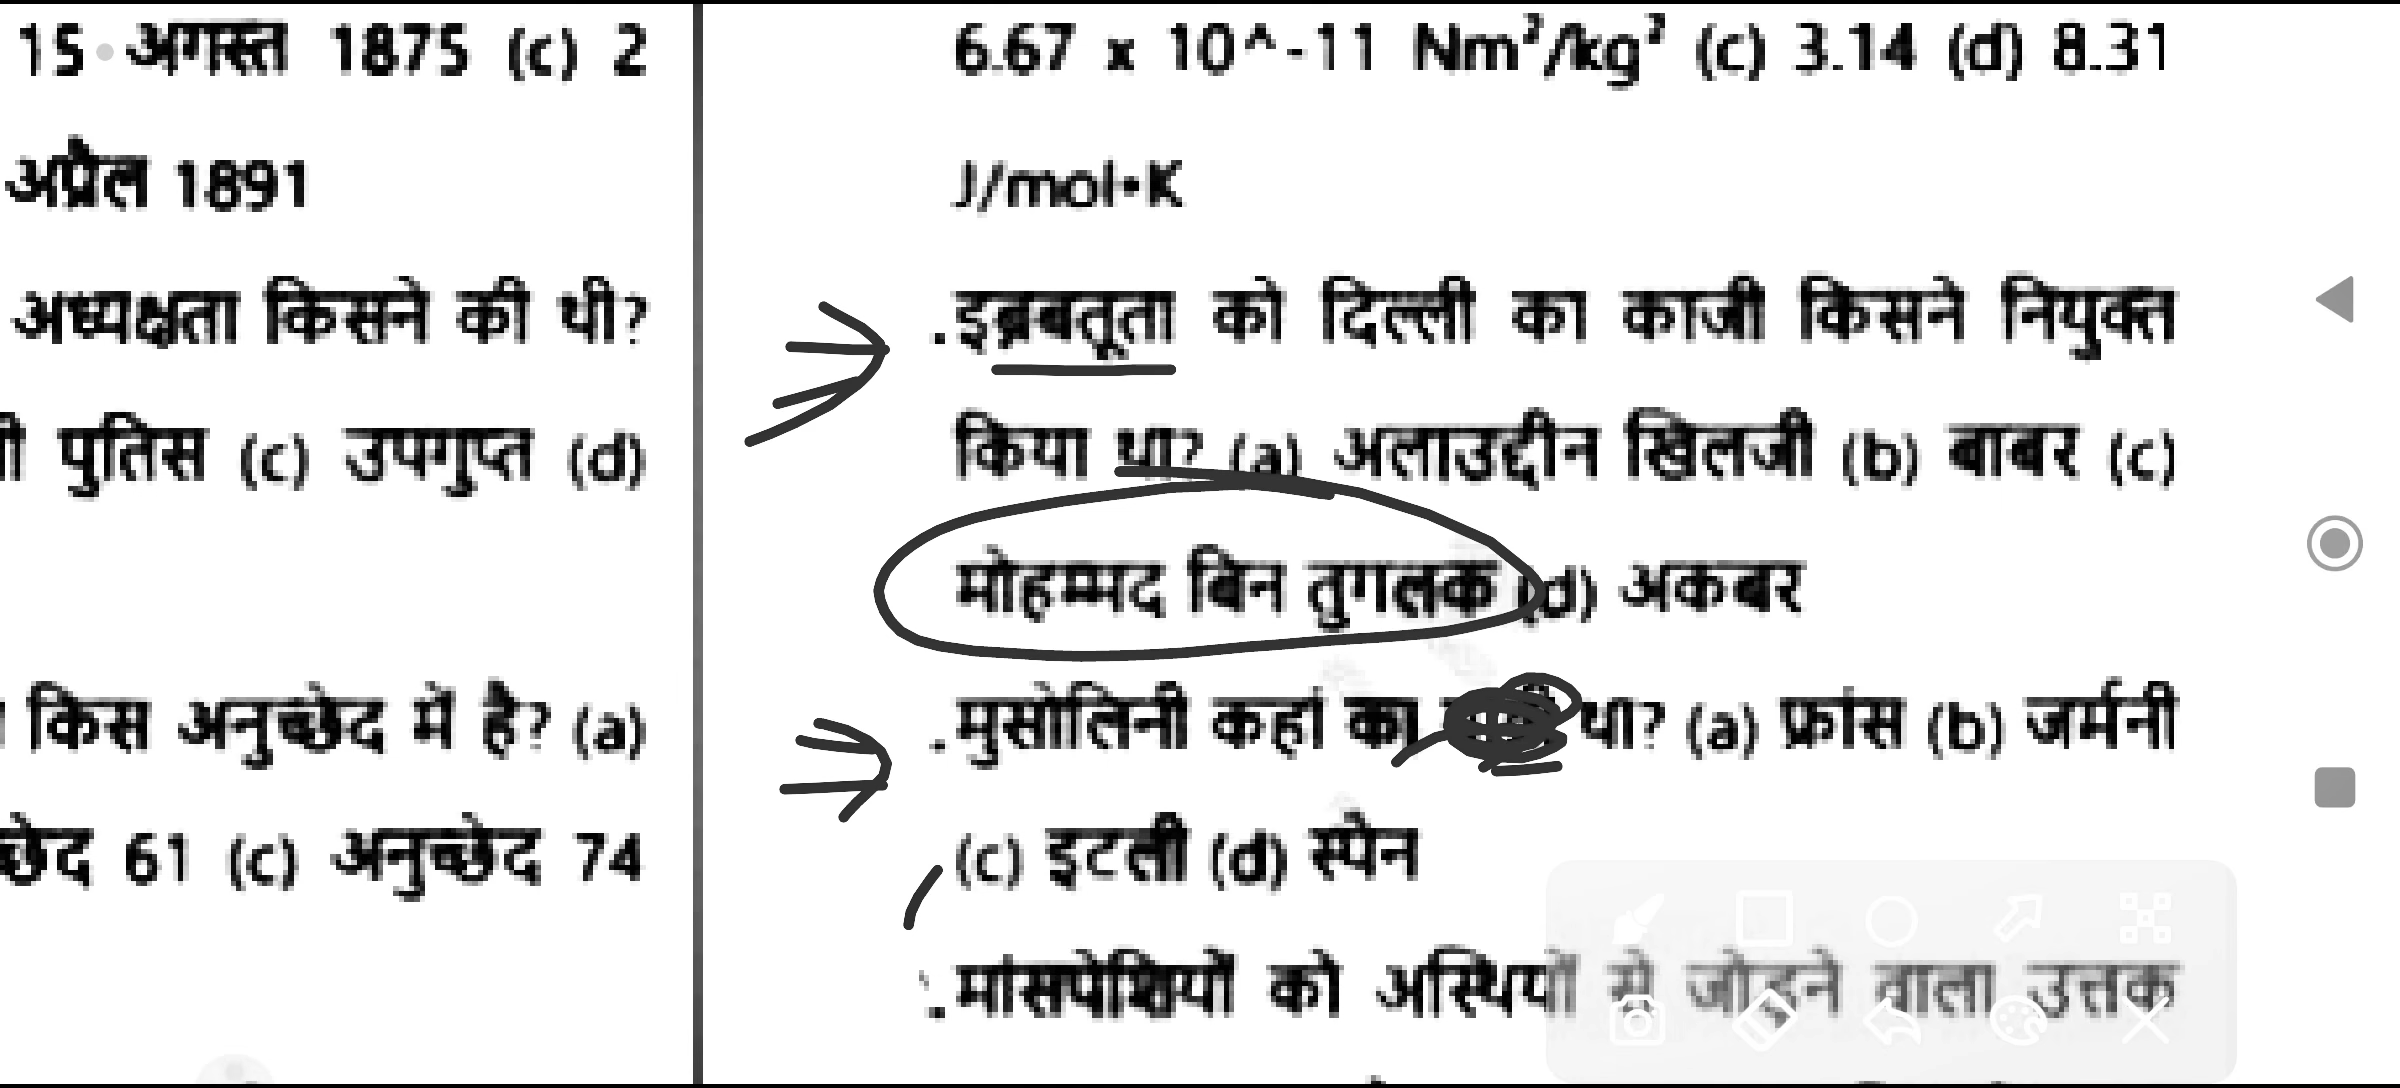 15 अगस्त 1875 (c) 2
अप्रैल 1891
अध्यक्षता किसने की थी?
पुतिस (c) उपगुप्त (d)
किस अनुच्छेद में है? (a)
61 (c) अनुच्छेद 74
6.67 x 10^-11 Nm²/kg² (c) 3.14 (d) 8.31
J/mol•K
.इब्नबतूता को दिल्ली का काजी किसने नियुक्त
किया था? (a) अलाउद्दीन खिलजी (b) बाबर (c)
मोहम्मद बिन तुगलक (d) अकबर
.मुसोलिनी कहां का था? (a) फ्रांस (b) जर्मनी
(c) इटली (d) स्पेन
.मांसपेशियों को अस्थियों से जोड़ने वाला उत्तक